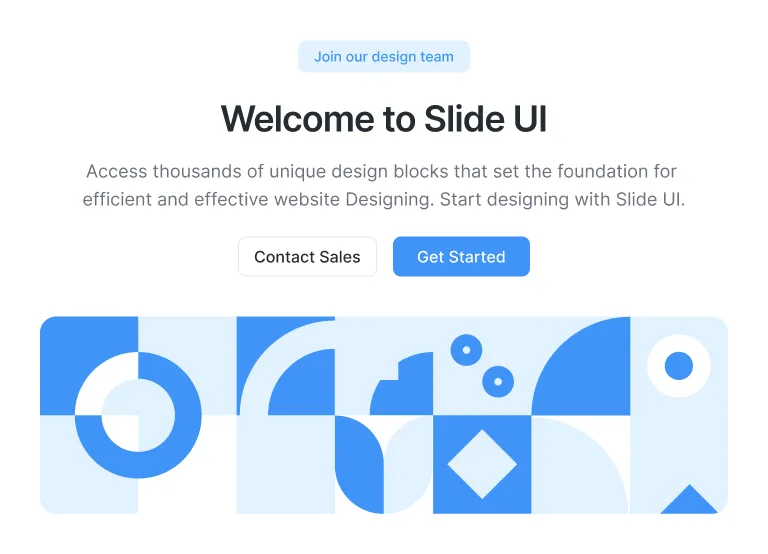 Join our design team
Welcome to Slide UI
Access thousands of unique design blocks that set the foundation for
efficient and effective website Designing. Start designing with Slide UI.
Contact Sales
Get Started